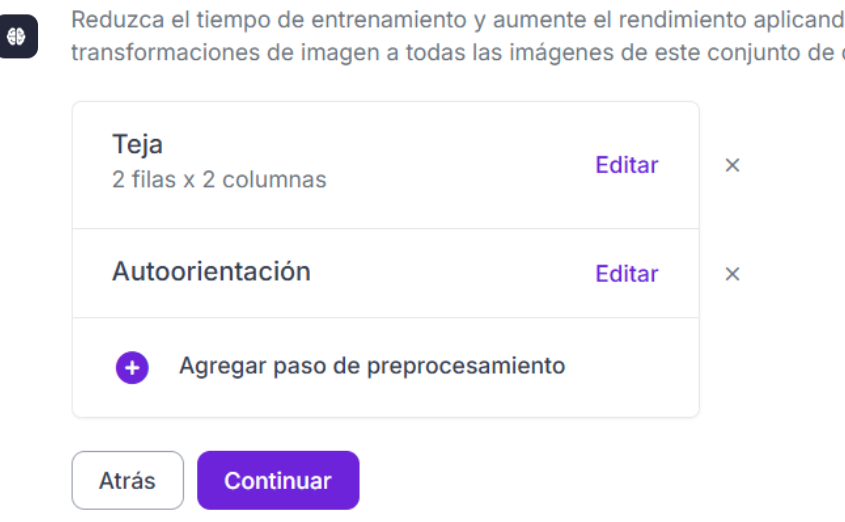 Reduzca el tiempo de entrenamiento y aumente el rendimiento aplicand
transformaciones de imagen a todas las imágenes de este conjunto de
Teja
2 filas x 2 columnas
Editar
Autoorientación
Editar
Agregar paso de preprocesamiento
Atrás
Continuar